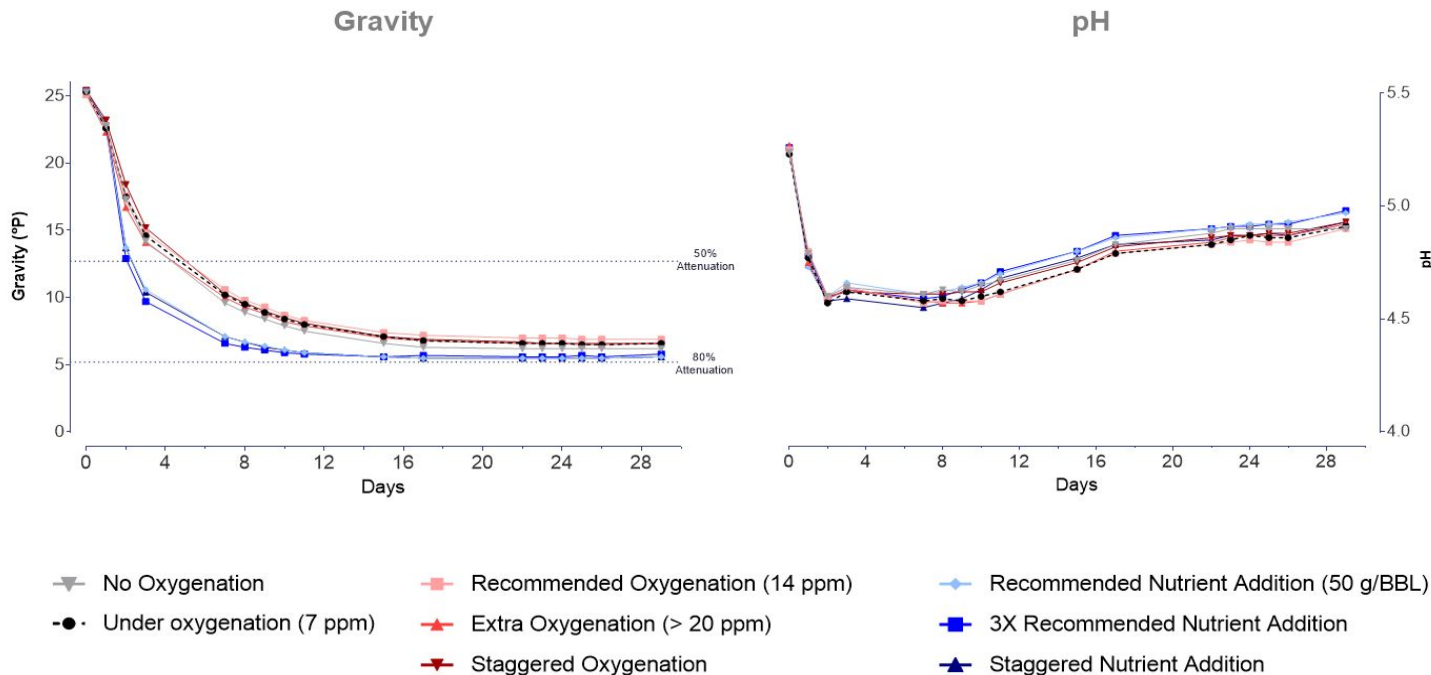 Gravity
pH
25
20
15
10
5
0
Gravity (°P)
50%
Attenuation
80%
Attenuation
0 4 8 12 16 20 24 28
Days
5.5
5.0
4.5
4.0
pH
0 4 8 12 16 20 24 28
Days
No Oxygenation
Under oxygenation (7 ppm)
Recommended Oxygenation (14 ppm)
Extra Oxygenation (> 20 ppm)
Staggered Oxygenation
Recommended Nutrient Addition (50 g/BBL)
3X Recommended Nutrient Addition
Staggered Nutrient Addition